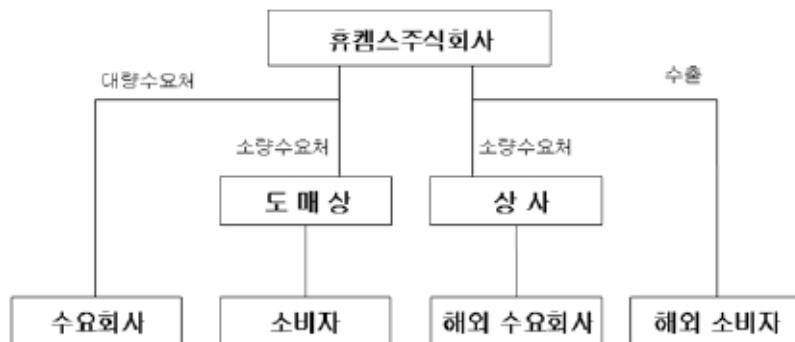 휴켐스주식회사
대량수요처
수출
소량수요처
소량수요처
도 매 상
상 사
수요회사
소비자
해외 수요회사
해외 소비자